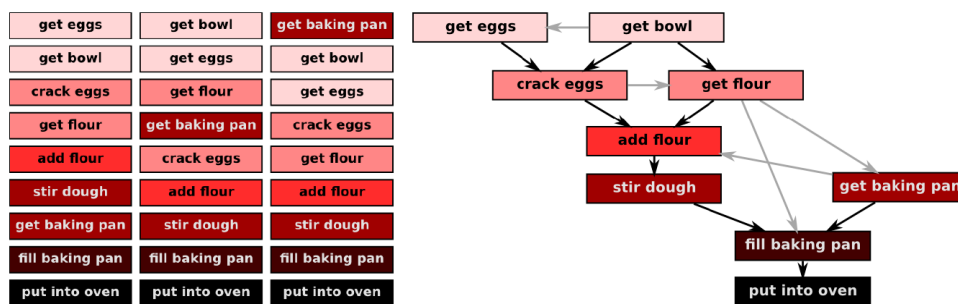 get eggs get bowl get baking pan
get bowl get eggs get bowl
crack eggs get flour get eggs
get flour get baking pan crack eggs
add flour crack eggs get flour
stir dough add flour add flour
get baking pan stir dough stir dough
fill baking pan fill baking pan fill baking pan
put into oven put into oven put into oven
get eggs get bowl
crack eggs get flour
add flour
stir dough get baking pan
fill baking pan
put into oven